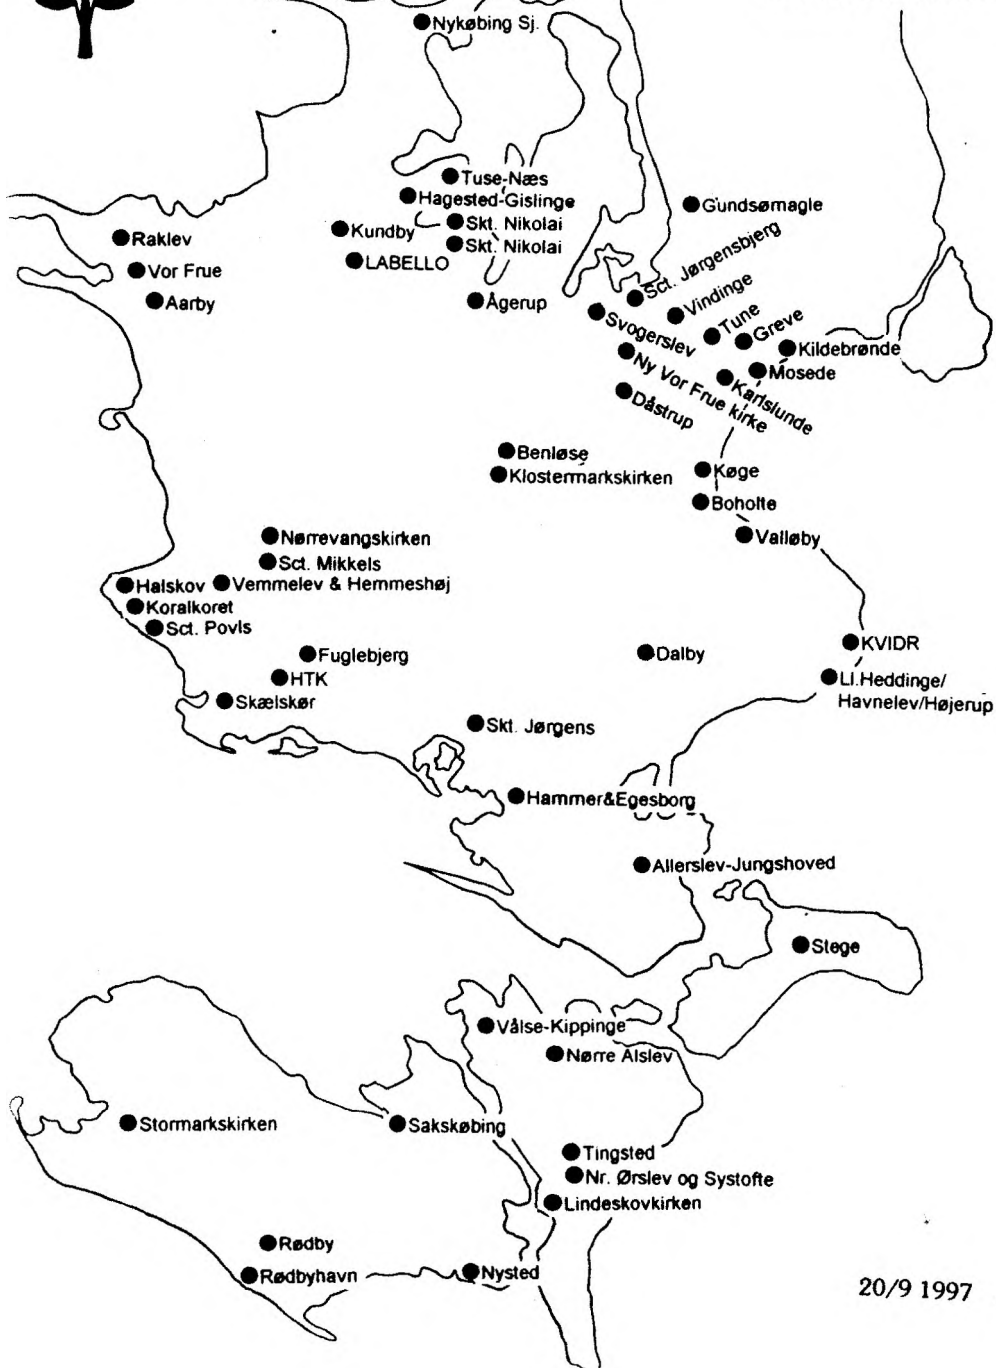 Nykøbing Sj.
Tuse-Næs
Hagested-Gislinge
Gundsømagle
Skt. Nikolai
Kundby
Raklev
Skt. Nikolai
LABELLO
Vor Frue
Sct. Jørgensbjerg
Aarby
Ågerup
Svogerslev
Vindinge
Tune
Greve
Kildebrønde
Ny Vor Frue kirke
Mosede
Karlslunde
Dåstrup
Benløse
Klostermarkskirken
Køge
Boholte
Nørrevangskirken
Valløby
Sct. Mikkels
Halskov
Vemmelev & Hemmeshøj
Koralkoret
Sct. Povls
KVIDR
Fuglebjerg
Dalby
HTK
Ll.Heddinge/
Havnelev/Højerup
Skælskør
Skt. Jørgens
Hammer&Egesborg
Allerslev-Jungshoved
Stege
Vålse-Kippinge
Nørre Alslev
Stormarkskirken
Sakskøbing
Tingsted
Nr. Ørslev og Systofte
Lindeskovkirken
Rødby
Rødbyhavn
Nysted
20/9 1997